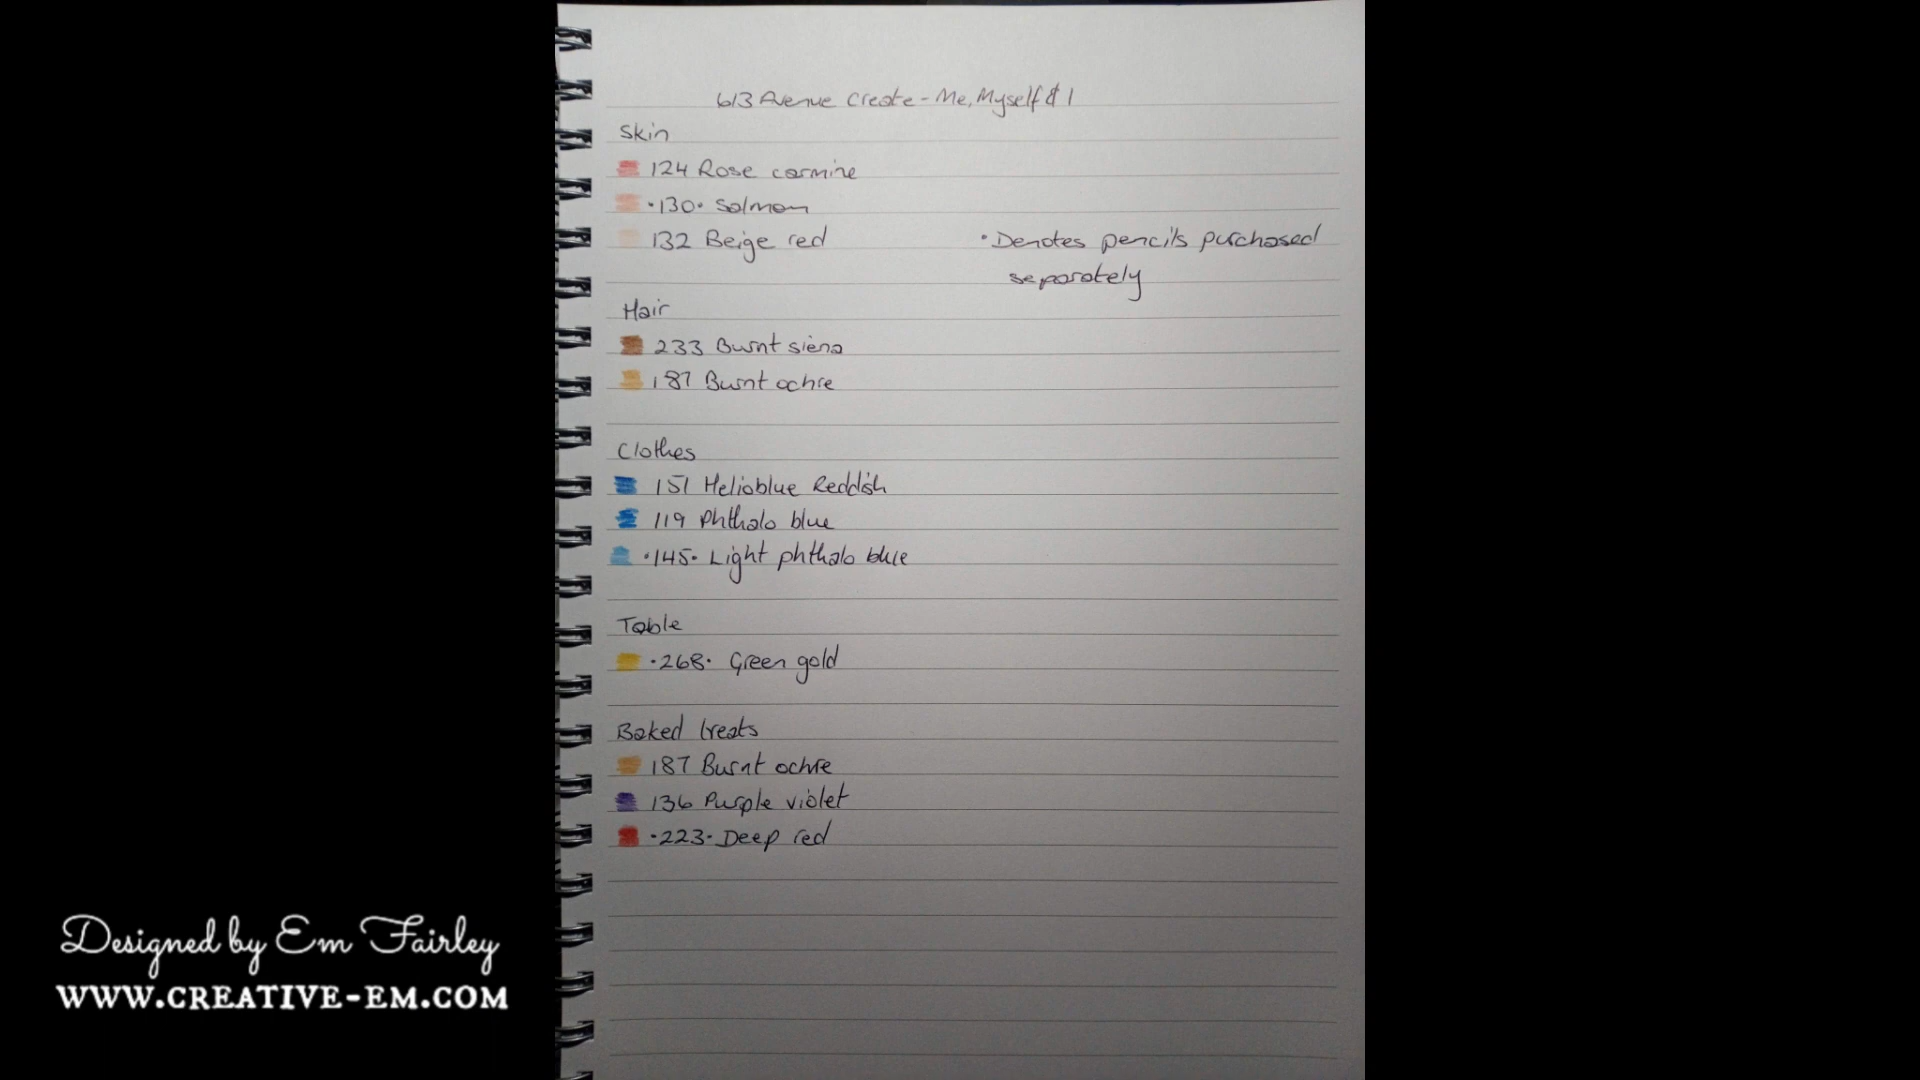 613 Avenue Create - Me, Myself & I
Skin
124 Rose carmine
•130• Salmon
132 Beige red
• Denotes pencils purchased
separately
Hair
233 Burnt siena
187 Burnt ochre
Clothes
151 Helioblue Reddish
119 Phthalo blue
•145• Light phthalo blue
Table
•268• Green gold
Baked treats
187 Burnt ochre
136 Purple violet
•223• Deep red
Designed by Em Fairley
WWW.CREATIVE-EM.COM